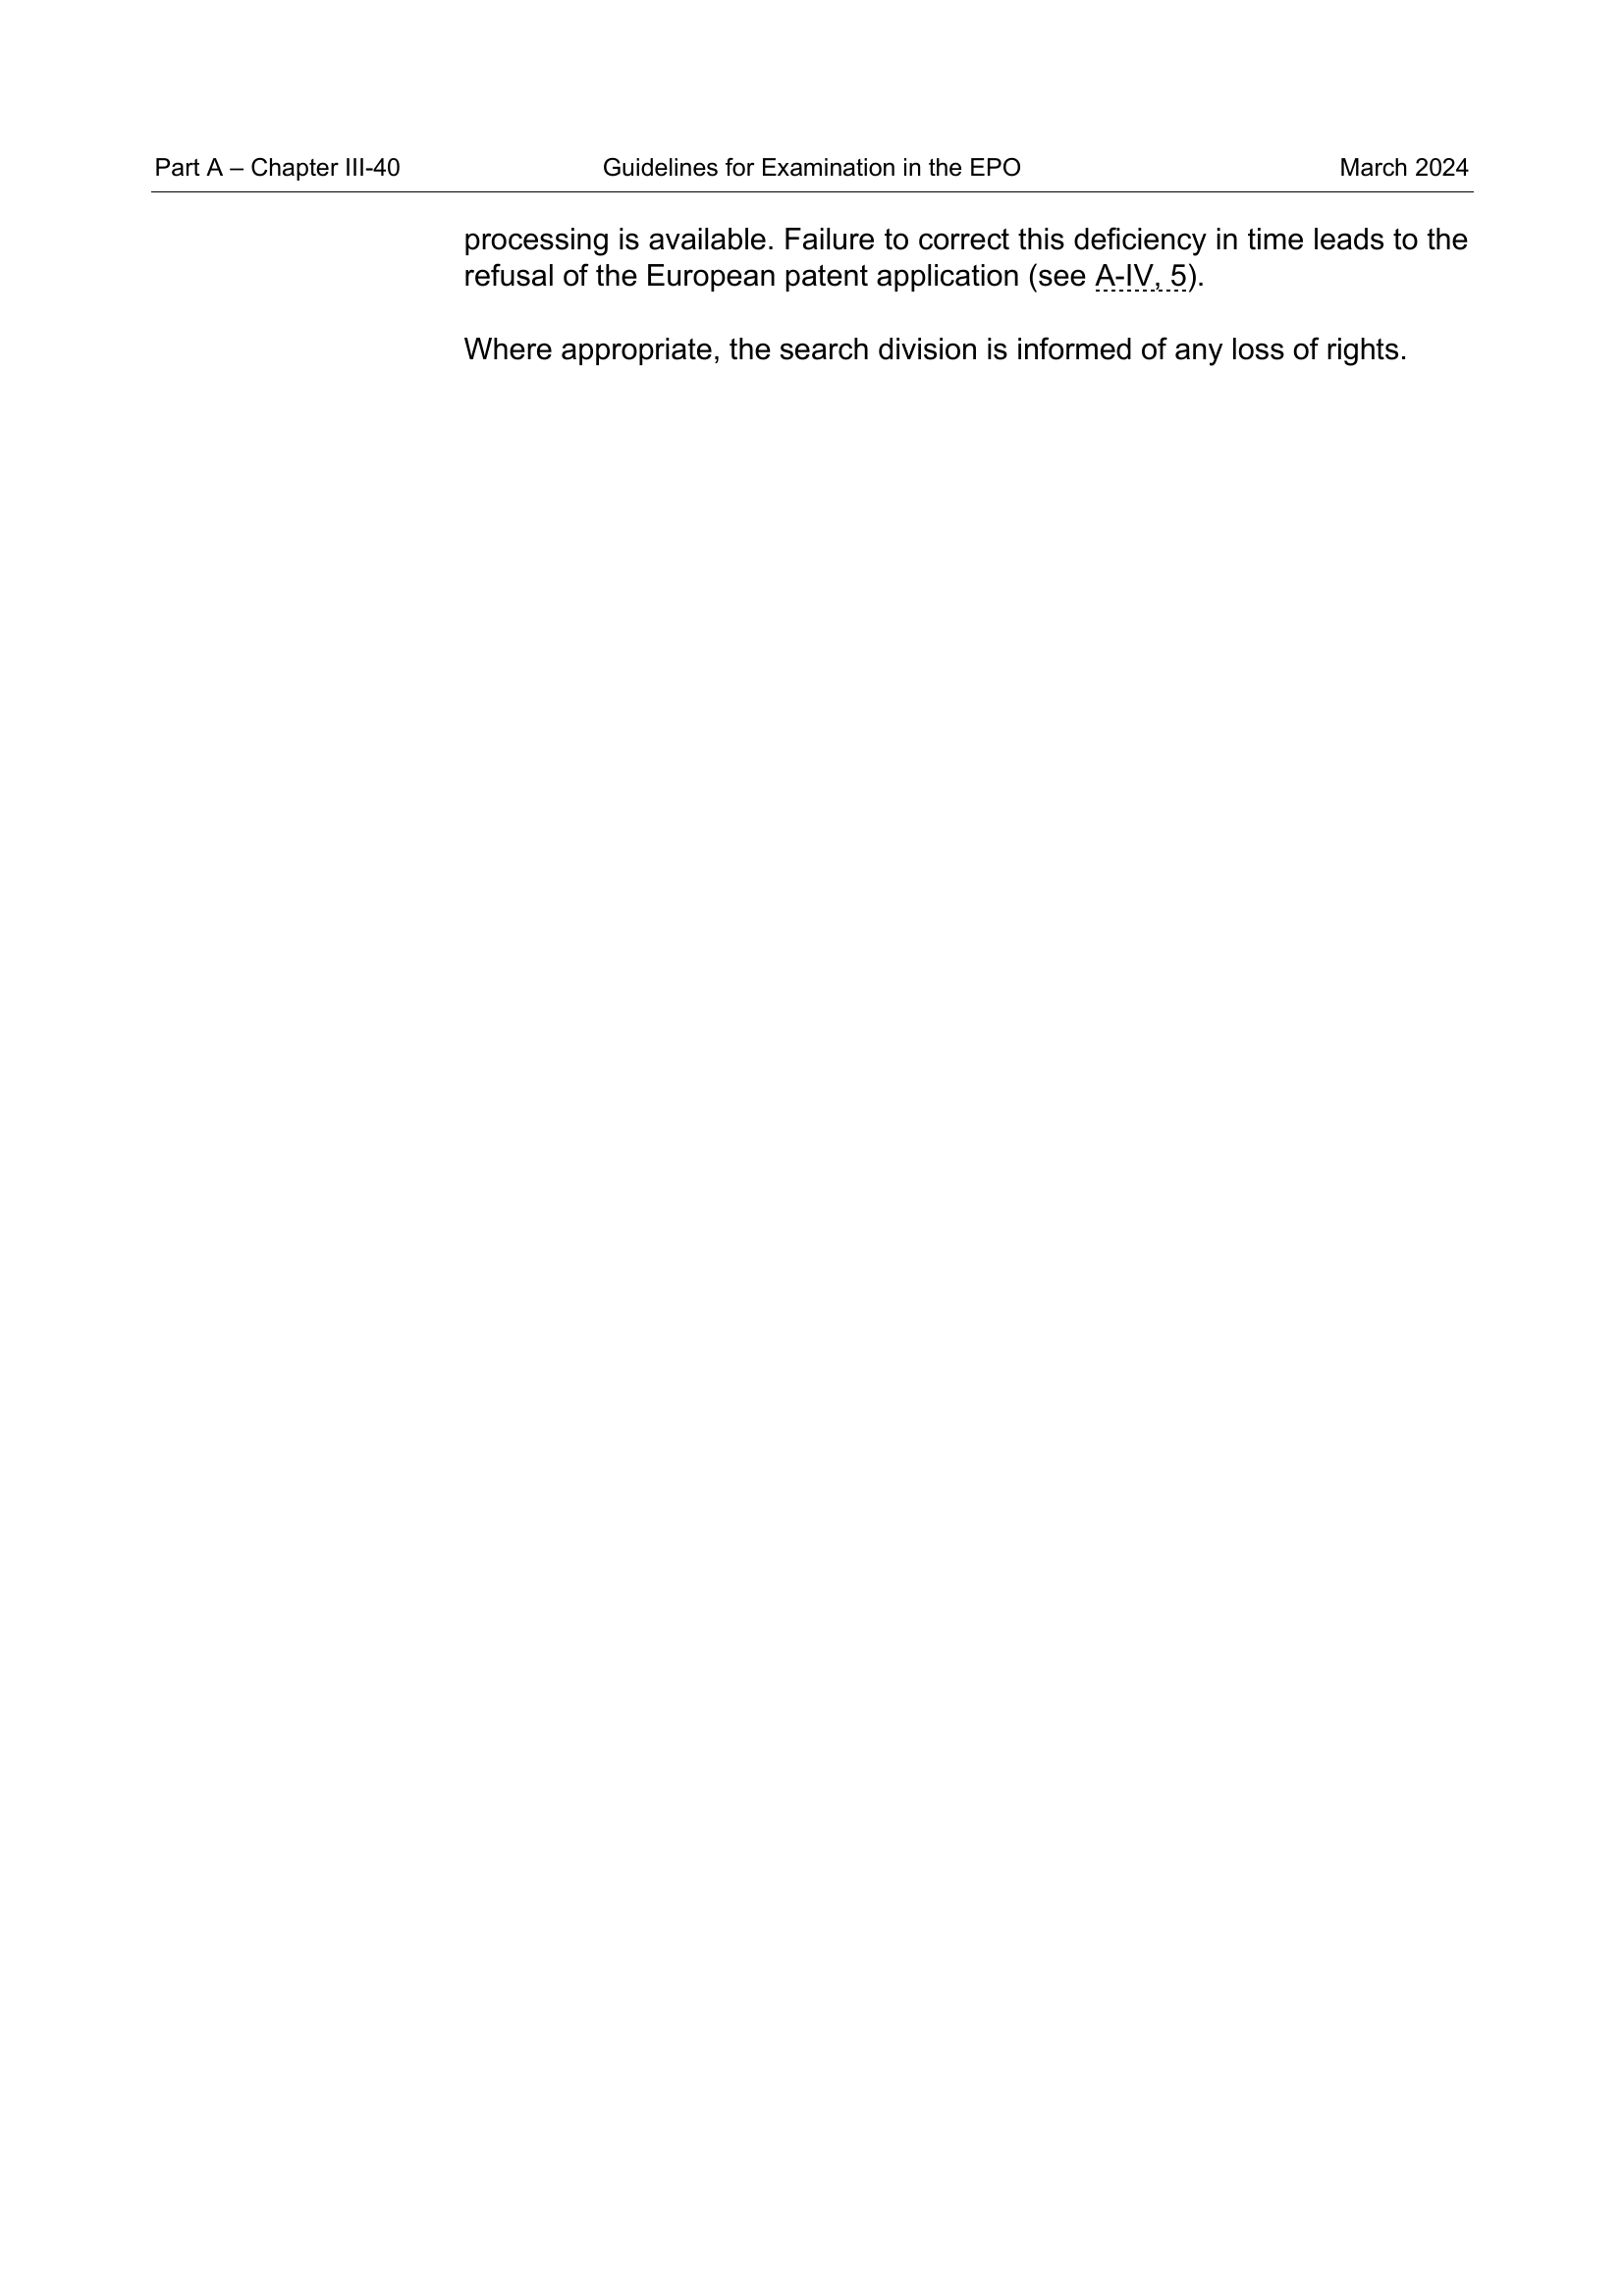 Part A – Chapter III-40 Guidelines for Examination in the EPO March 2024
processing is available. Failure to correct this deficiency in time leads to the
refusal of the European patent application (see A-IV, 5).
Where appropriate, the search division is informed of any loss of rights.